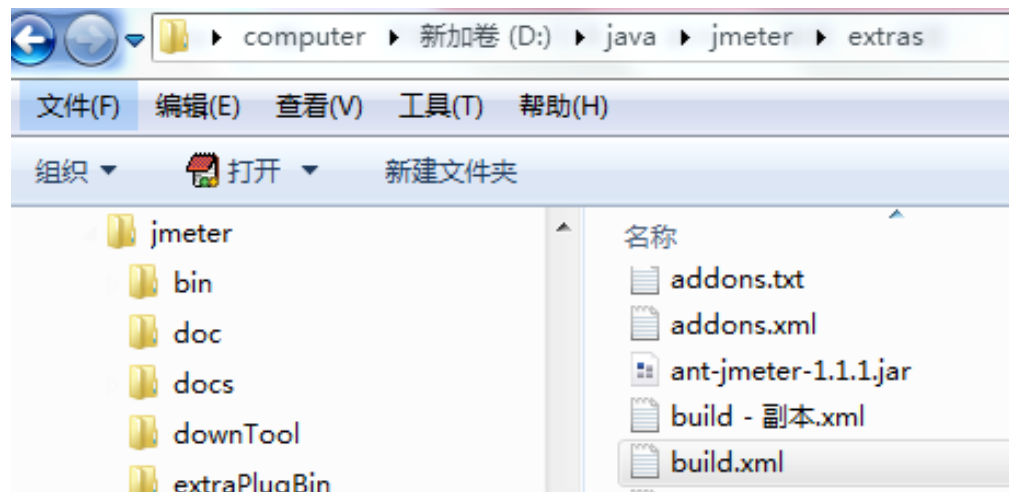 computer 新加卷 (D:) java jmeter extras
文件(F) 编辑(E) 查看(V) 工具(T) 帮助(H)
组织 打开 新建文件夹
jmeter
bin
doc
docs
downTool
extraPlugBin
名称
addons.txt
addons.xml
ant-jmeter-1.1.1.jar
build - 副本.xml
build.xml